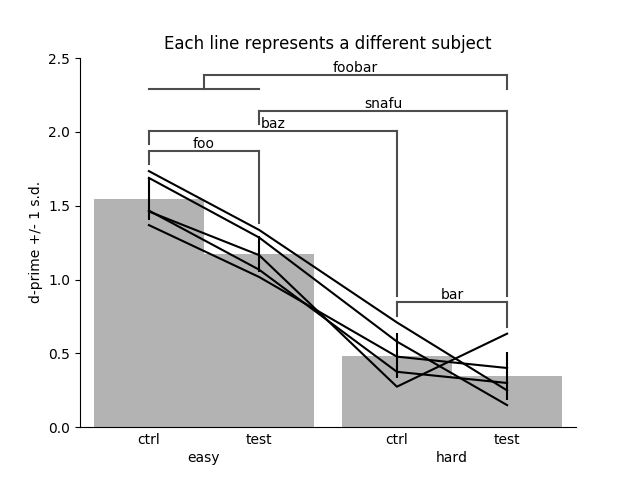 Each line represents a different subject
2.5
2.0
1.5
1.0
0.5
0.0
d-prime +/- 1 s.d.
foobar
snafu
baz
foo
bar
ctrl test ctrl test
easy hard